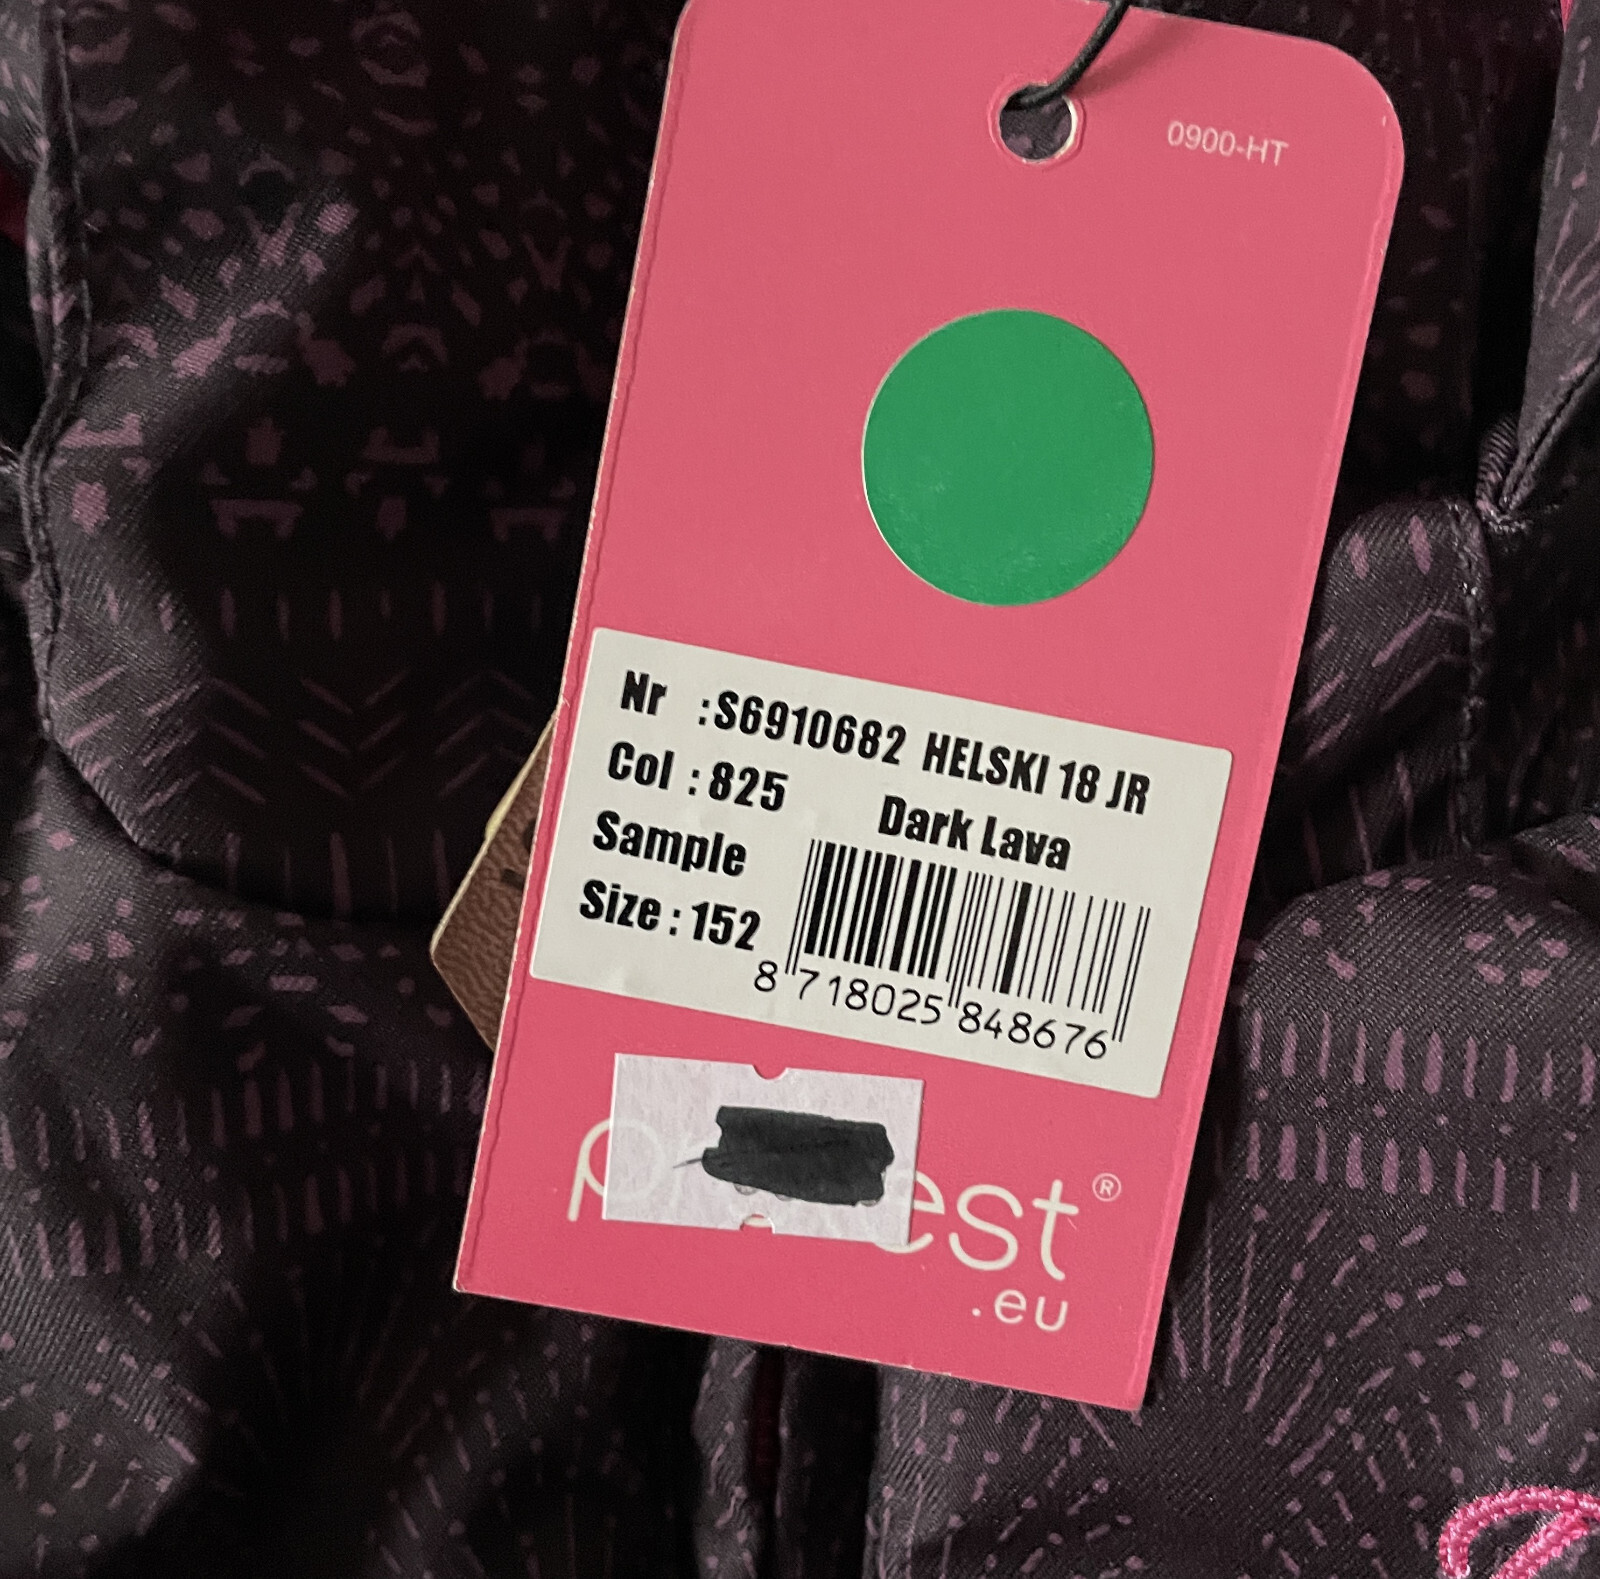 0900-HT
Nr :S6910682 HELSKI 18 JR
Col : 825 Dark Lava
Sample
Size : 152
8 718025 848676
est®
.eu